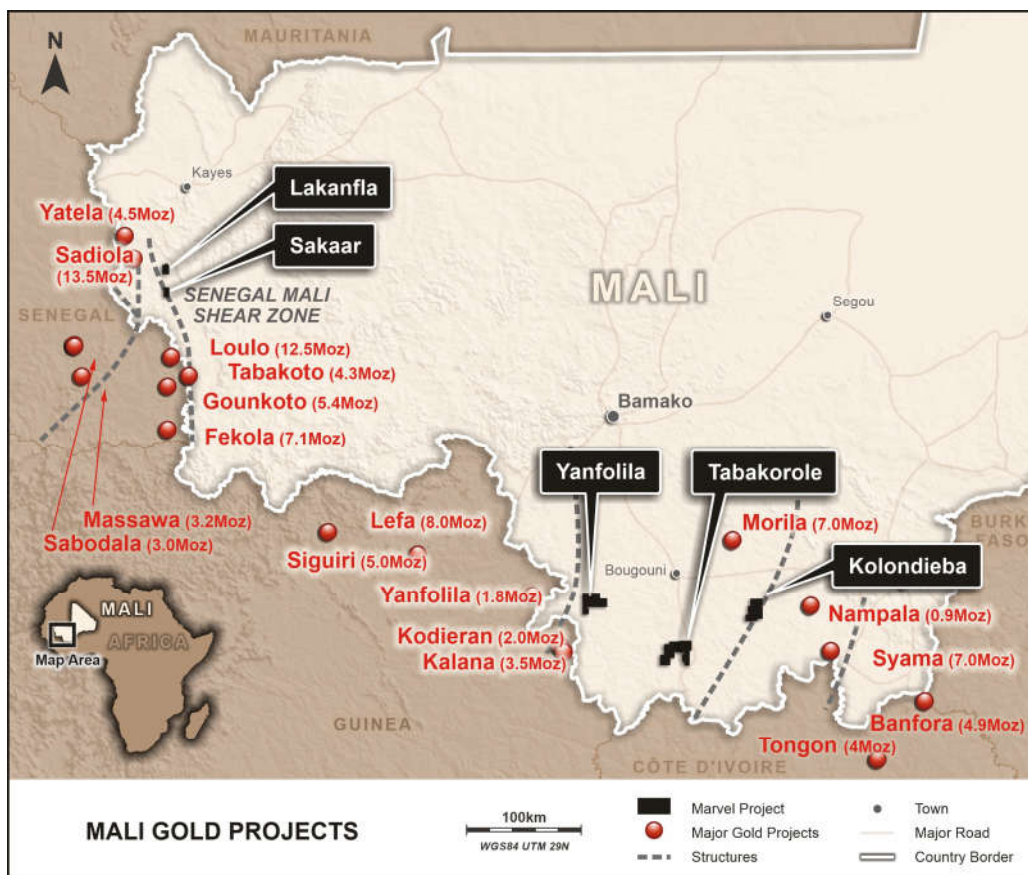 MAURITANIA
N
Kayes
Lakanfla
Yatela (4.5Moz)
Sakaar
Sadiola
(13.5Moz)
MALI
SENEGAL MALI
SHEAR ZONE
Segou
SENEGAL
Loulo (12.5Moz)
Tabakoto (4.3Moz)
Gounkoto (5.4Moz)
Bamako
Fekola (7.1Moz)
Yanfolila
Tabakorole
Massawa (3.2Moz)
Sabodala (3.0Moz)
Lefa (8.0Moz)
Siguiri (5.0Moz)
Morila (7.0Moz)
BURK
FASO
Bougouni
Kolondieba
Yanfolila (1.8Moz)
MALI
AFRICA
Map Area
Nampala (0.9Moz)
Kodieran (2.0Moz)
Kalana (3.5Moz)
Syama (7.0Moz)
GUINEA
Banfora (4.9Moz)
Tongon (4Moz)
CÔTE D'IVOIRE
MALI GOLD PROJECTS
100km
WGS84 UTM 29N
Marvel Project
Major Gold Projects
Structures
Town
Major Road
Country Border